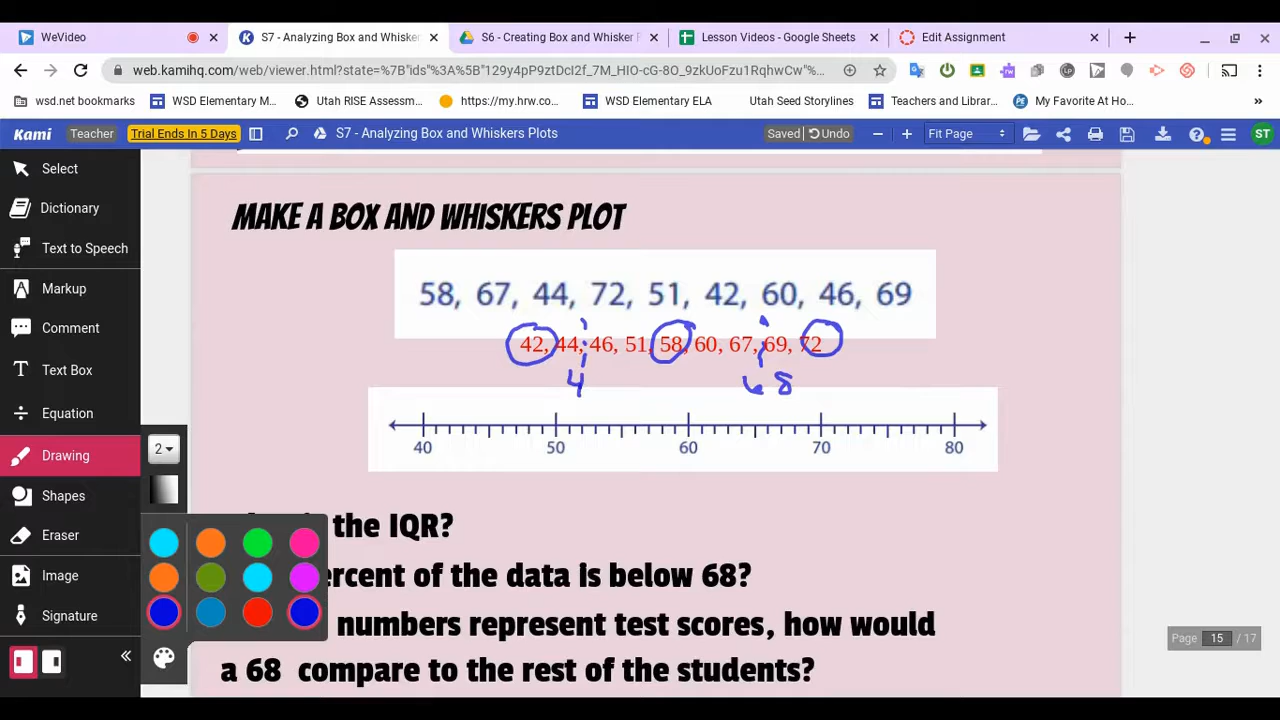 WeVideo
S7 - Analyzing Box and Whisker
S6 - Creating Box and Whisker P
Lesson Videos - Google Sheets
Edit Assignment
web.kamihq.com/web/viewer.html?state=%7B"ids"%3A%5B"129y4pP9ztDcI2f_7M_HIO-cG-8O_9zkUoFzu1RqhwCw"%...
wsd.net bookmarks
WSD Elementary M...
Utah RISE Assessm...
https://my.hrw.co...
WSD Elementary ELA
Utah Seed Storylines
Teachers and Librar...
My Favorite At Ho...
»
Kami
Teacher
Trial Ends In 5 Days
S7 - Analyzing Box and Whiskers Plots
Saved
Undo
Fit Page
ST
Select
Dictionary
Text to Speech
Markup
Comment
Text Box
Equation
Drawing
Shapes
Eraser
Image
Signature
2
MAKE A BOX AND WHISKERS PLOT
58, 67, 44, 72, 51, 42, 60, 46, 69
42, 44, 46, 51, 58, 60, 67, 69, 72
4
68
40 50 60 70 80
the IQR?
ercent of the data is below 68?
numbers represent test scores, how would
a 68 compare to the rest of the students?
Page 15 / 17